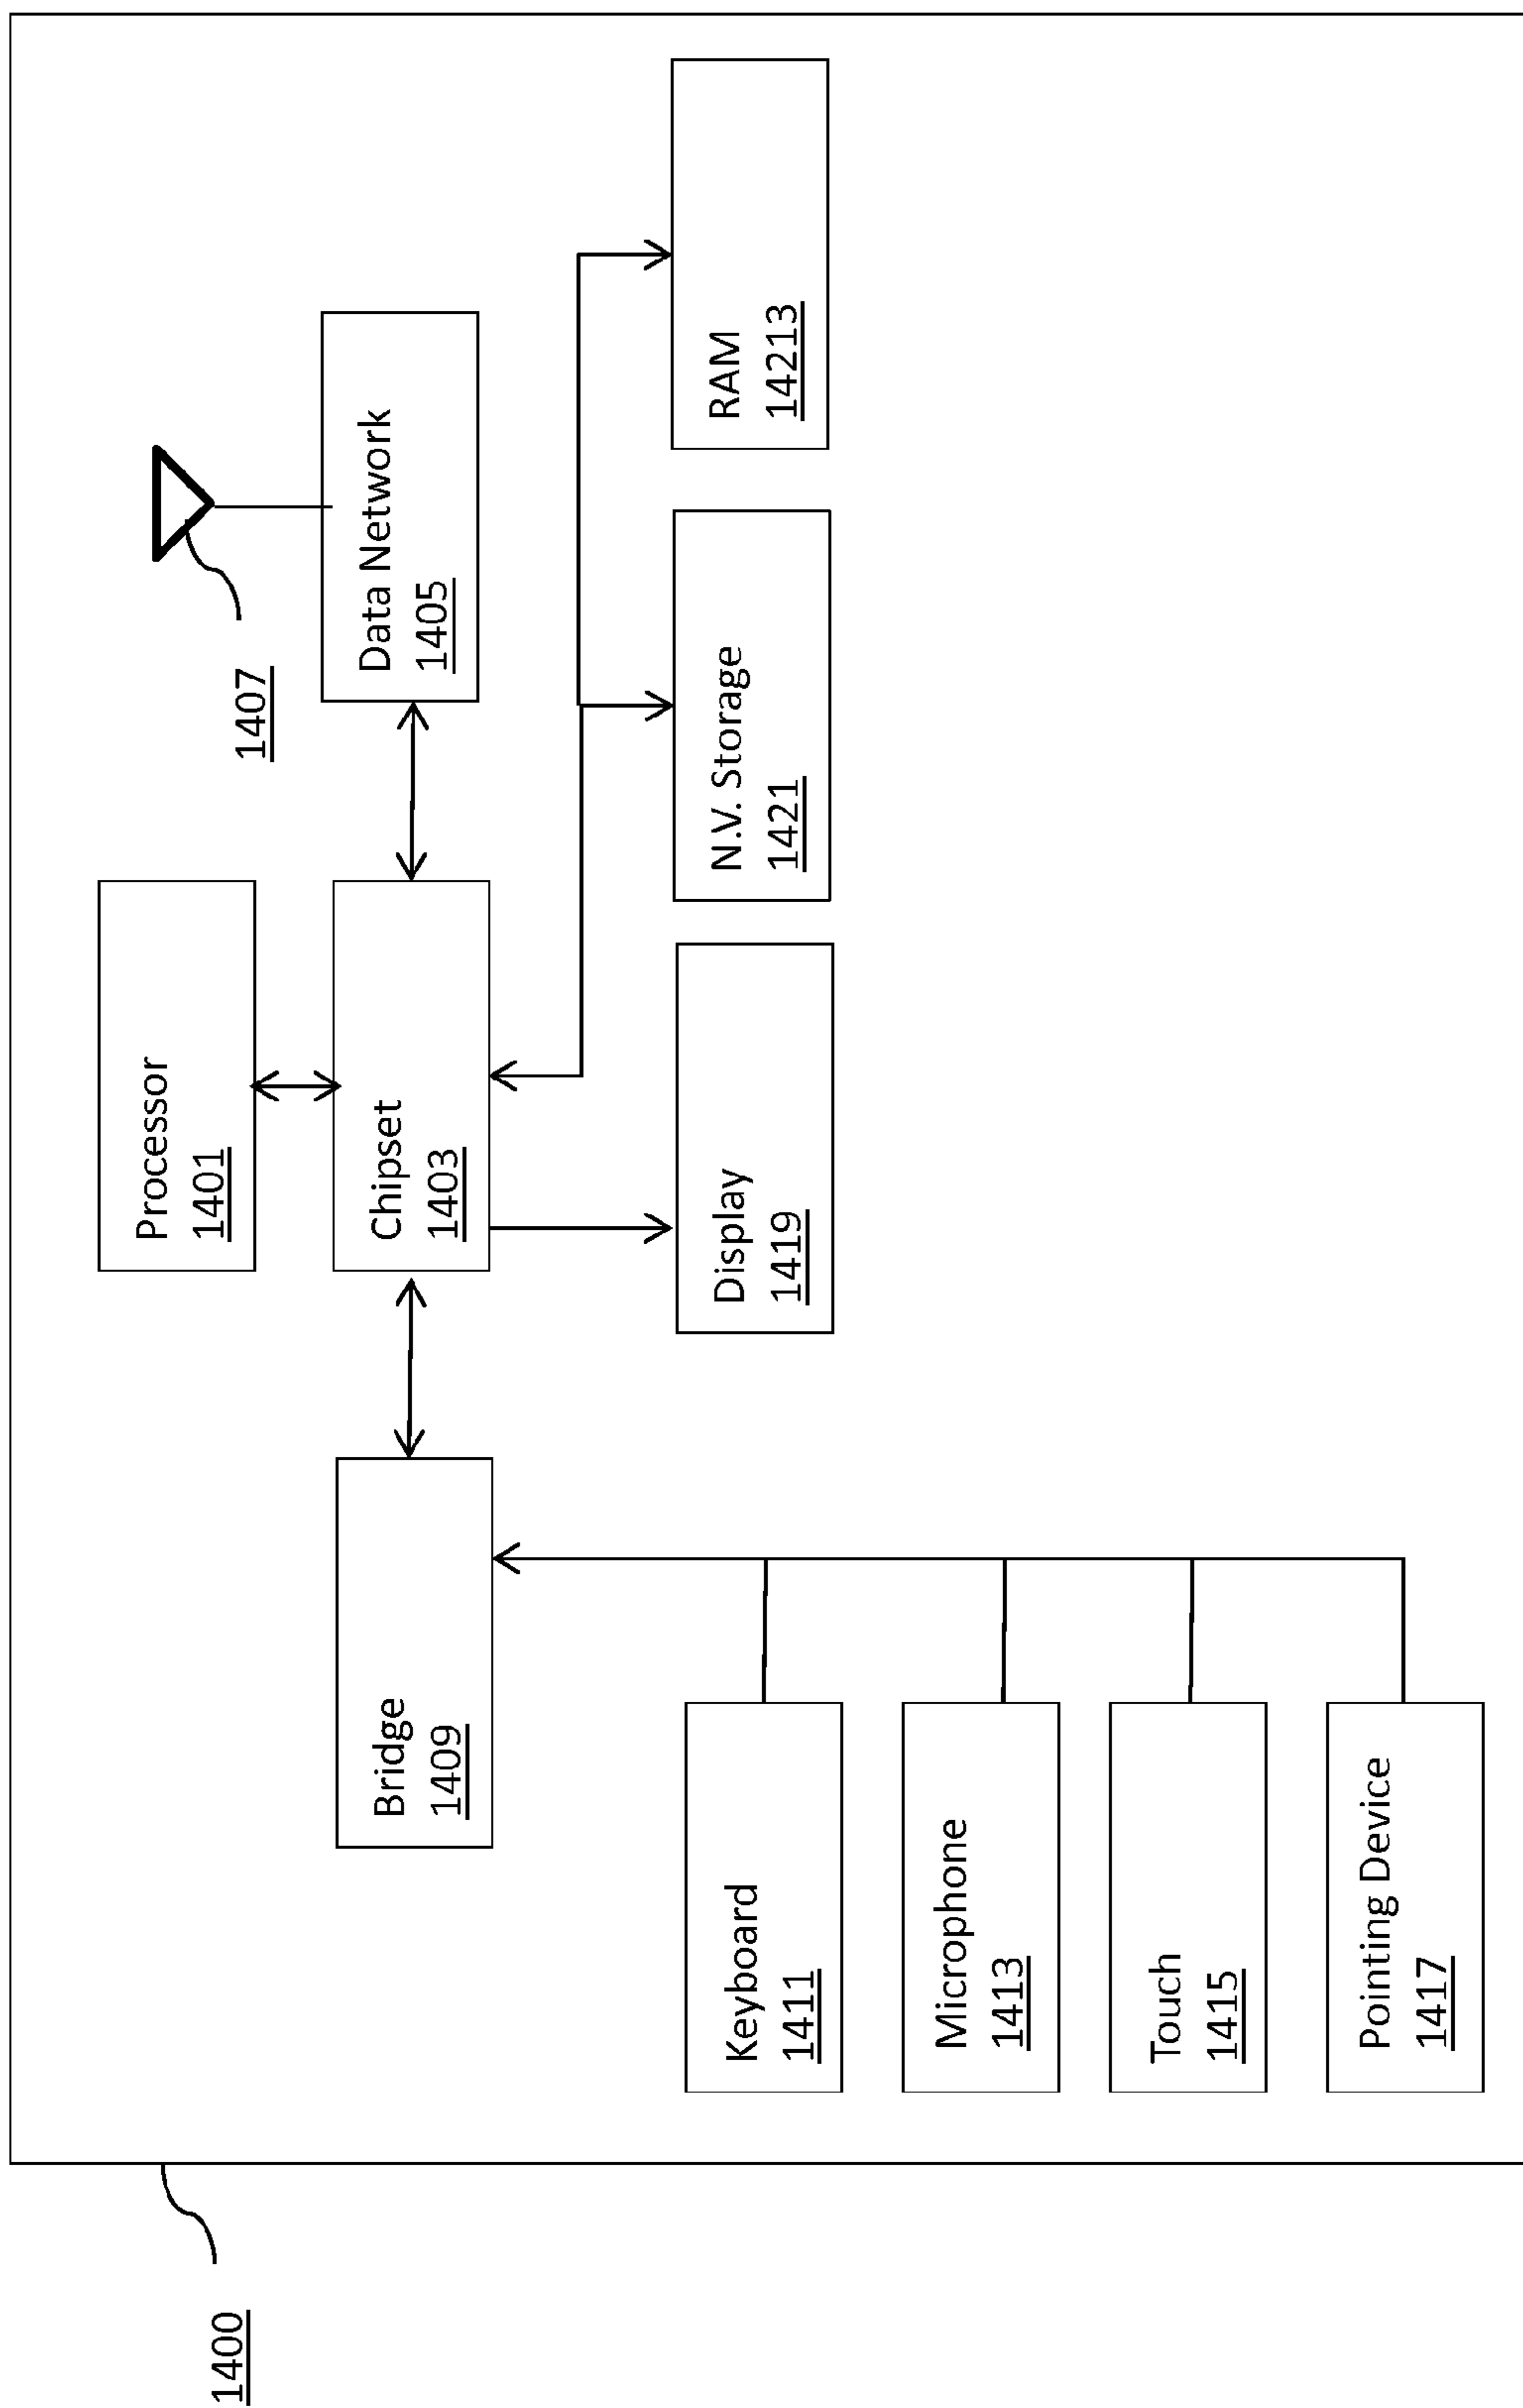 1400
1407
Processor
1401
Data Network
1405
Chipset
1403
Bridge
1409
RAM
14213
N.V. Storage
1421
Display
1419
Keyboard
1411
Microphone
1413
Touch
1415
Pointing Device
1417